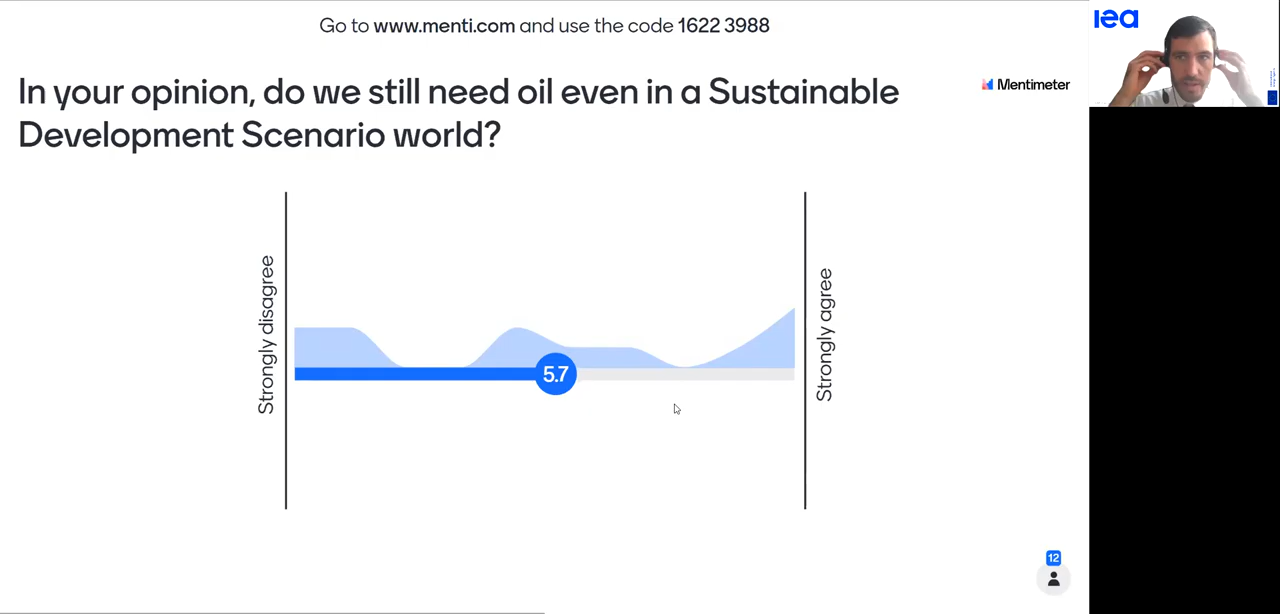 Go to www.menti.com and use the code 1622 3988
iea
In your opinion, do we still need oil even in a Sustainable
Development Scenario world?
Mentimeter
Strongly disagree
5.7
Strongly agree
12